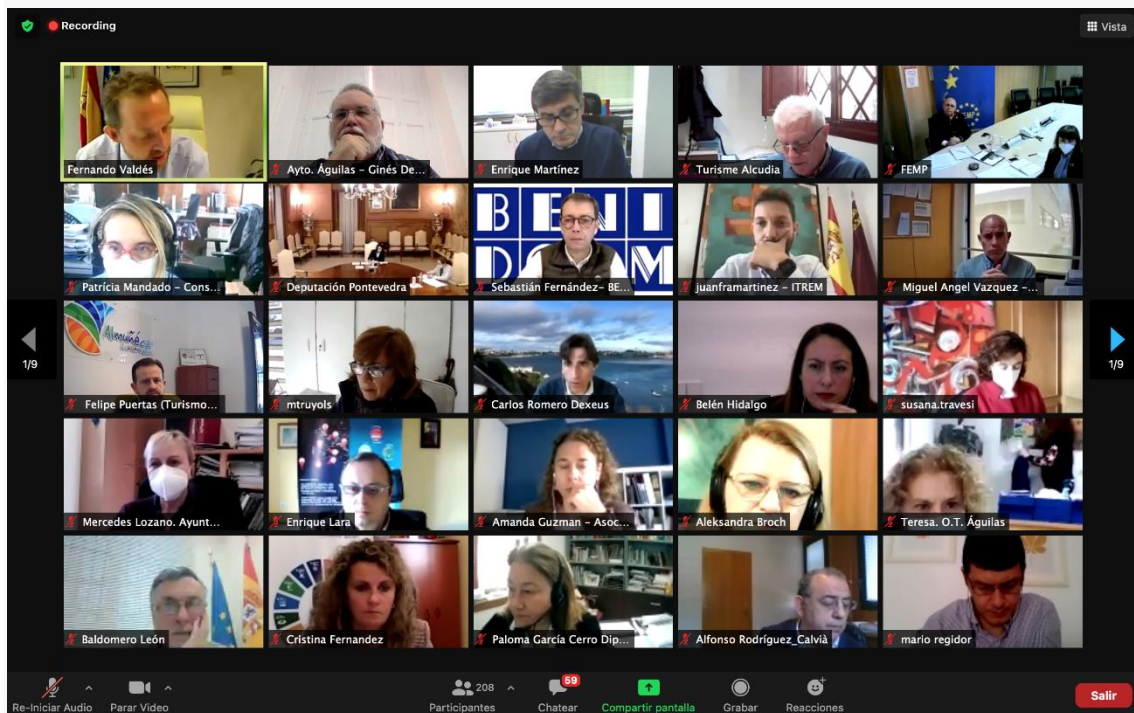 Recording
Vista
Fernando Valdés
Ayto. Águilas – Ginés De...
Enrique Martínez
Turisme Alcudia
FEMP
Patrícia Mandado – Cons...
Deputación Pontevedra
BENI
DO M
Sebastián Fernández– BE...
juanframartinez – ITREM
Miguel Angel Vazquez –...
1/9
Almuñécar
Felipe Puertas (Turismo...
mtruyols
Carlos Romero Dexeus
Belén Hidalgo
susana.travesi
1/9
Mercedes Lozano. Ayunt...
Enrique Lara
Amanda Guzman – Asoc...
Aleksandra Broch
Teresa. O.T. Águilas
Baldomero León
Cristina Fernandez
Paloma García Cerro Dip...
Alfonso Rodríguez_Calvià
mario regidor
Re-Iniciar Audio
Parar Video
208
Participantes
59
Chatear
Compartir pantalla
Grabar
Reacciones
Salir